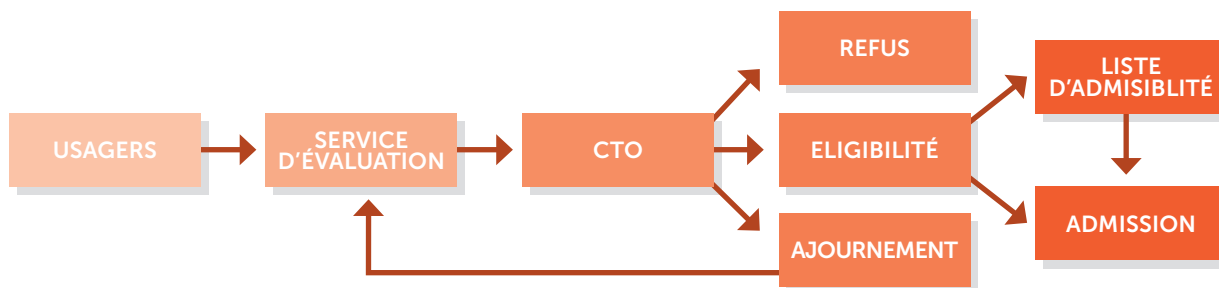 USAGERS
SERVICE
D'ÉVALUATION
CTO
REFUS
ELIGIBILITÉ
AJOURNEMENT
LISTE
D'ADMISIBLITÉ
ADMISSION